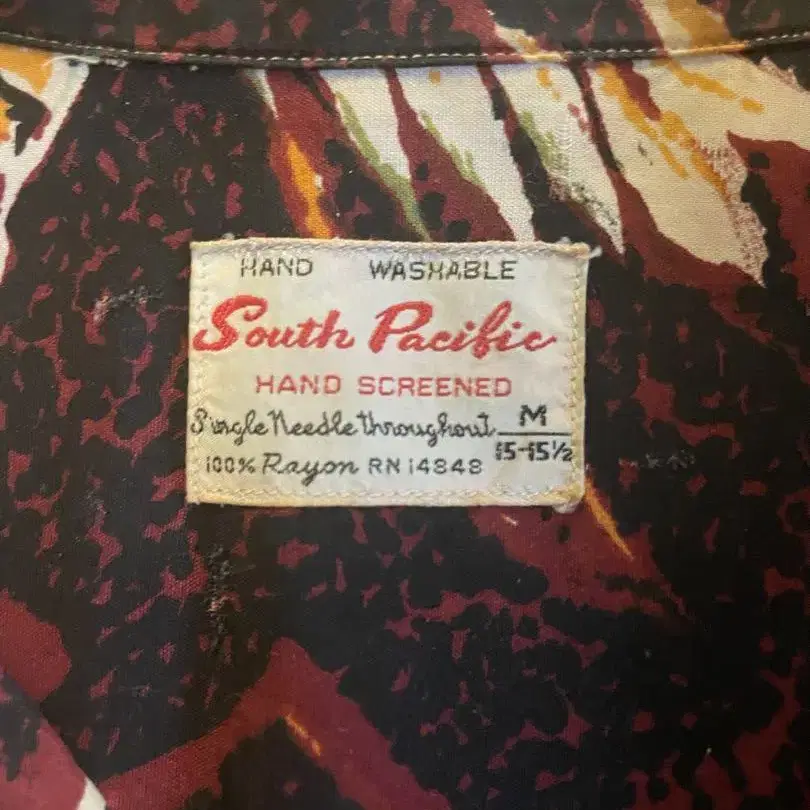 HAND WASHABLE
South Pacific
HAND SCREENED
Single Needle throughout M
15-15½
100% Rayon RN 14848